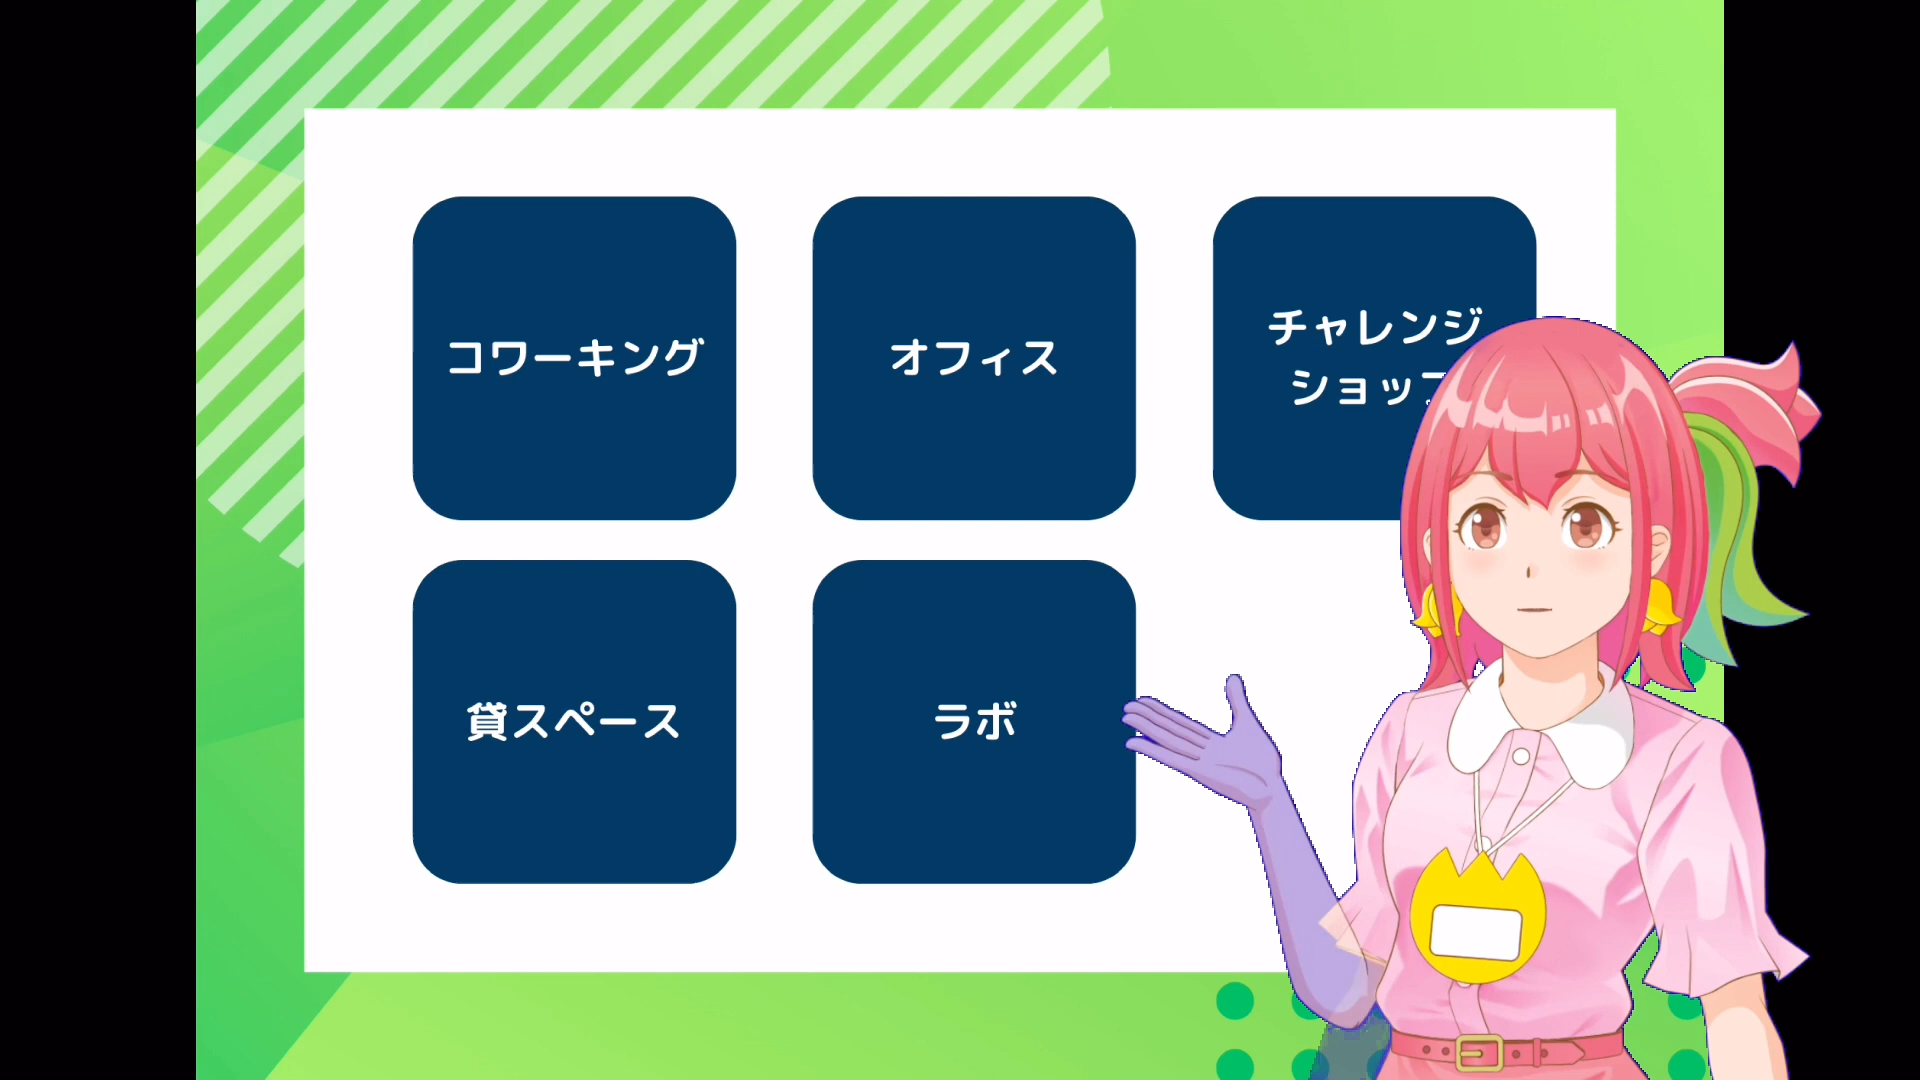 コワーキング
オフィス
チャレンジ
ショップ
貸スペース
ラボ